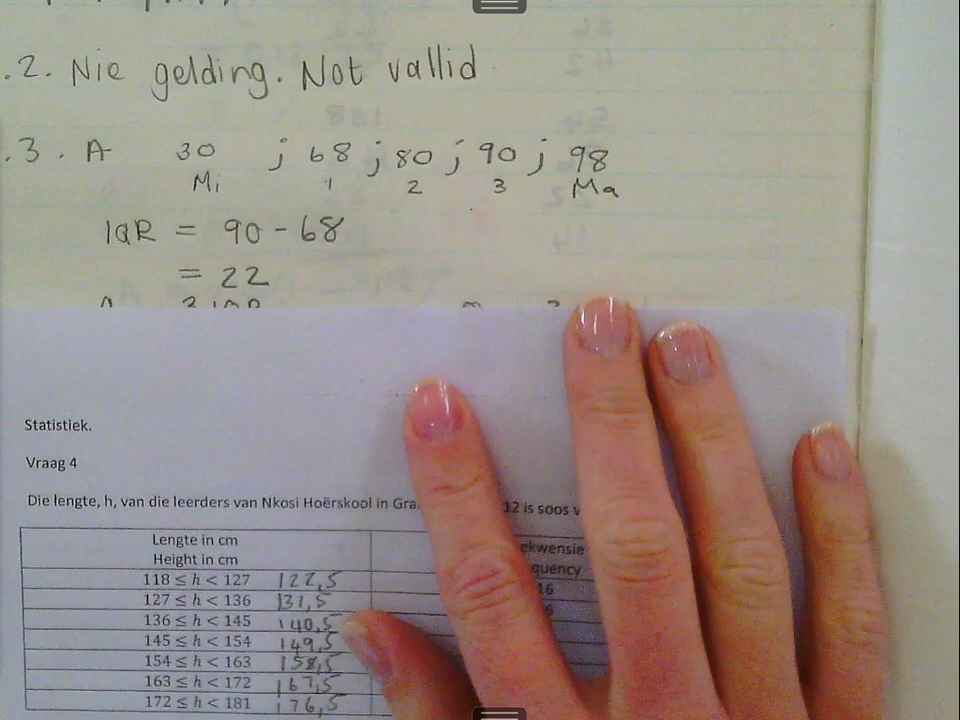 .2. Nie gelding. Not vallid
.3. A 30 ; 68 ; 80 ; 90 ; 98
Mi 1 2 3 Ma
IQR = 90 - 68
= 22
Statistiek.
Vraag 4
Die lengte, h, van die leerders van Nkosi Hoërskool in Gra 12 is soos v
Lengte in cm
Height in cm
ekwensie
quency
118 ≤ h < 127 122,5 16
127 ≤ h < 136 131,5 6
136 ≤ h < 145 140,5
145 ≤ h < 154 149,5
154 ≤ h < 163 158,5
163 ≤ h < 172 167,5
172 ≤ h < 181 176,5